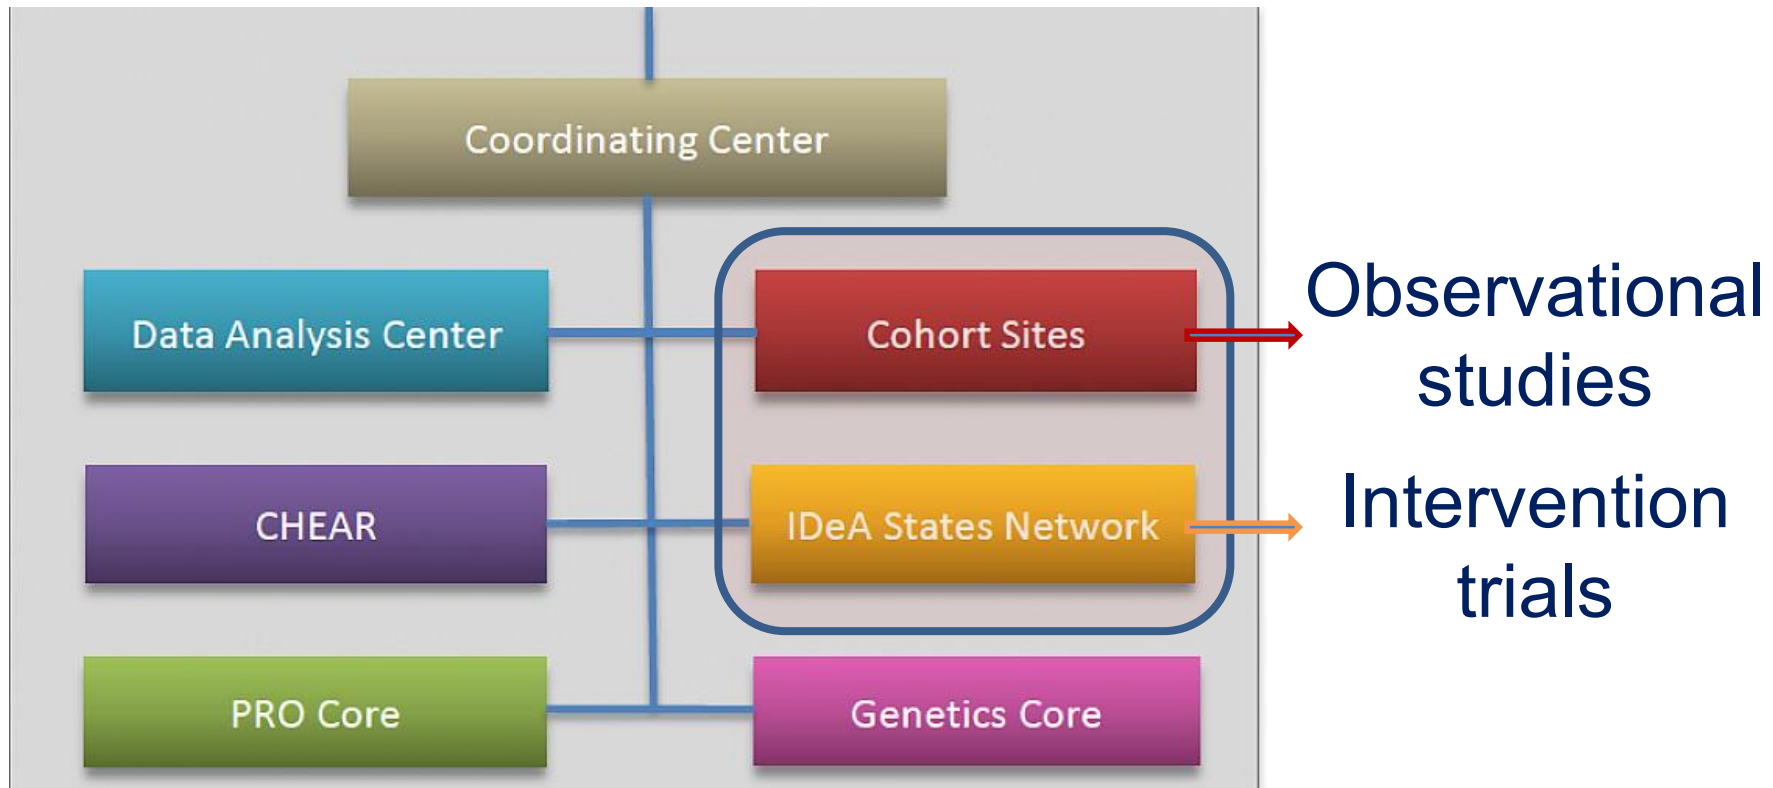 Coordinating Center
Data Analysis Center
Cohort Sites
Observational
studies
CHEAR
IDeA States Network
Intervention
trials
PRO Core
Genetics Core